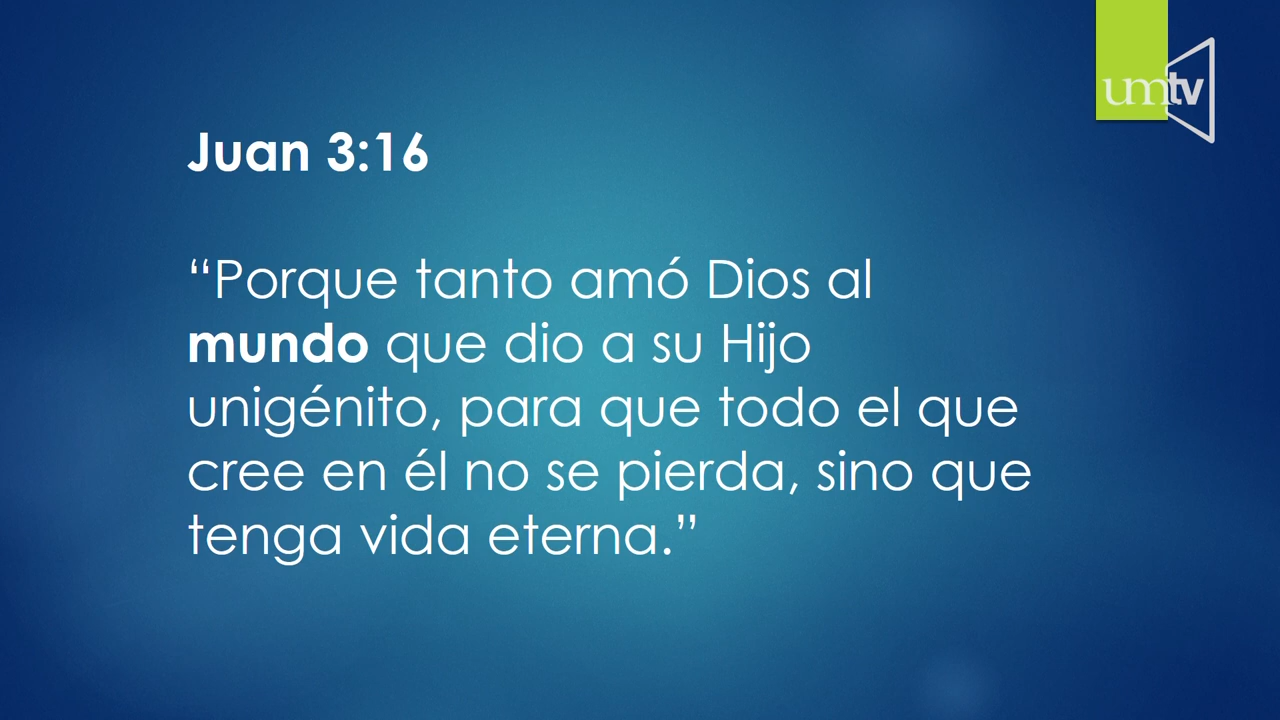 umtv
Juan 3:16
“Porque tanto amó Dios al
mundo que dio a su Hijo
unigénito, para que todo el que
cree en él no se pierda, sino que
tenga vida eterna.”